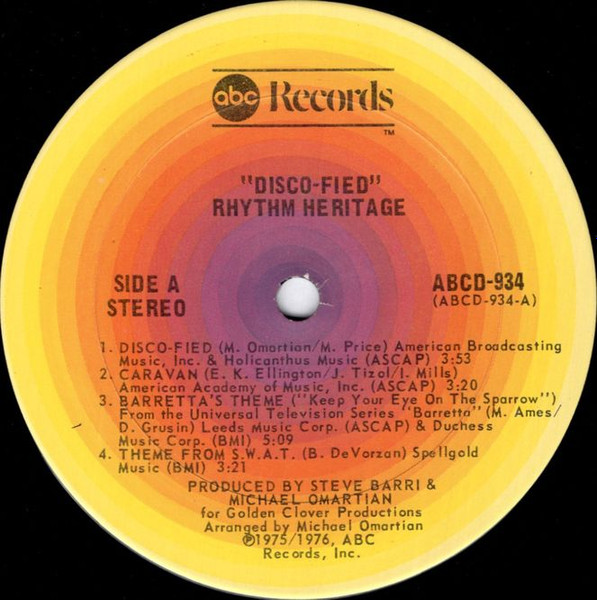 abc Records
TM
"DISCO-FIED"
RHYTHM HERITAGE
SIDE A
STEREO
ABCD-934
(ABCD-934-A)
1. DISCO-FIED (M. Omartian/M. Price) American Broadcasting
Music, Inc. & Holicanthus Music (ASCAP) 3:53
2. CARAVAN (E. K. Ellington/J. Tizol/I. Mills)
American Academy of Music, Inc. (ASCAP) 3:20
3. BARRETTA'S THEME ("Keep Your Eye On The Sparrow")
From the Universal Television Series "Barretta" (M. Ames/
D. Grusin) Leeds Music Corp. (ASCAP) & Duchess
Music Corp. (BMI) 5:09
4. THEME FROM S.W.A.T. (B. DeVorzan) Spellgold
Music (BMI) 3:21
PRODUCED BY STEVE BARRI &
MICHAEL OMARTIAN
for Golden Clover Productions
Arranged by Michael Omartian
℗1975/1976, ABC
Records, Inc.